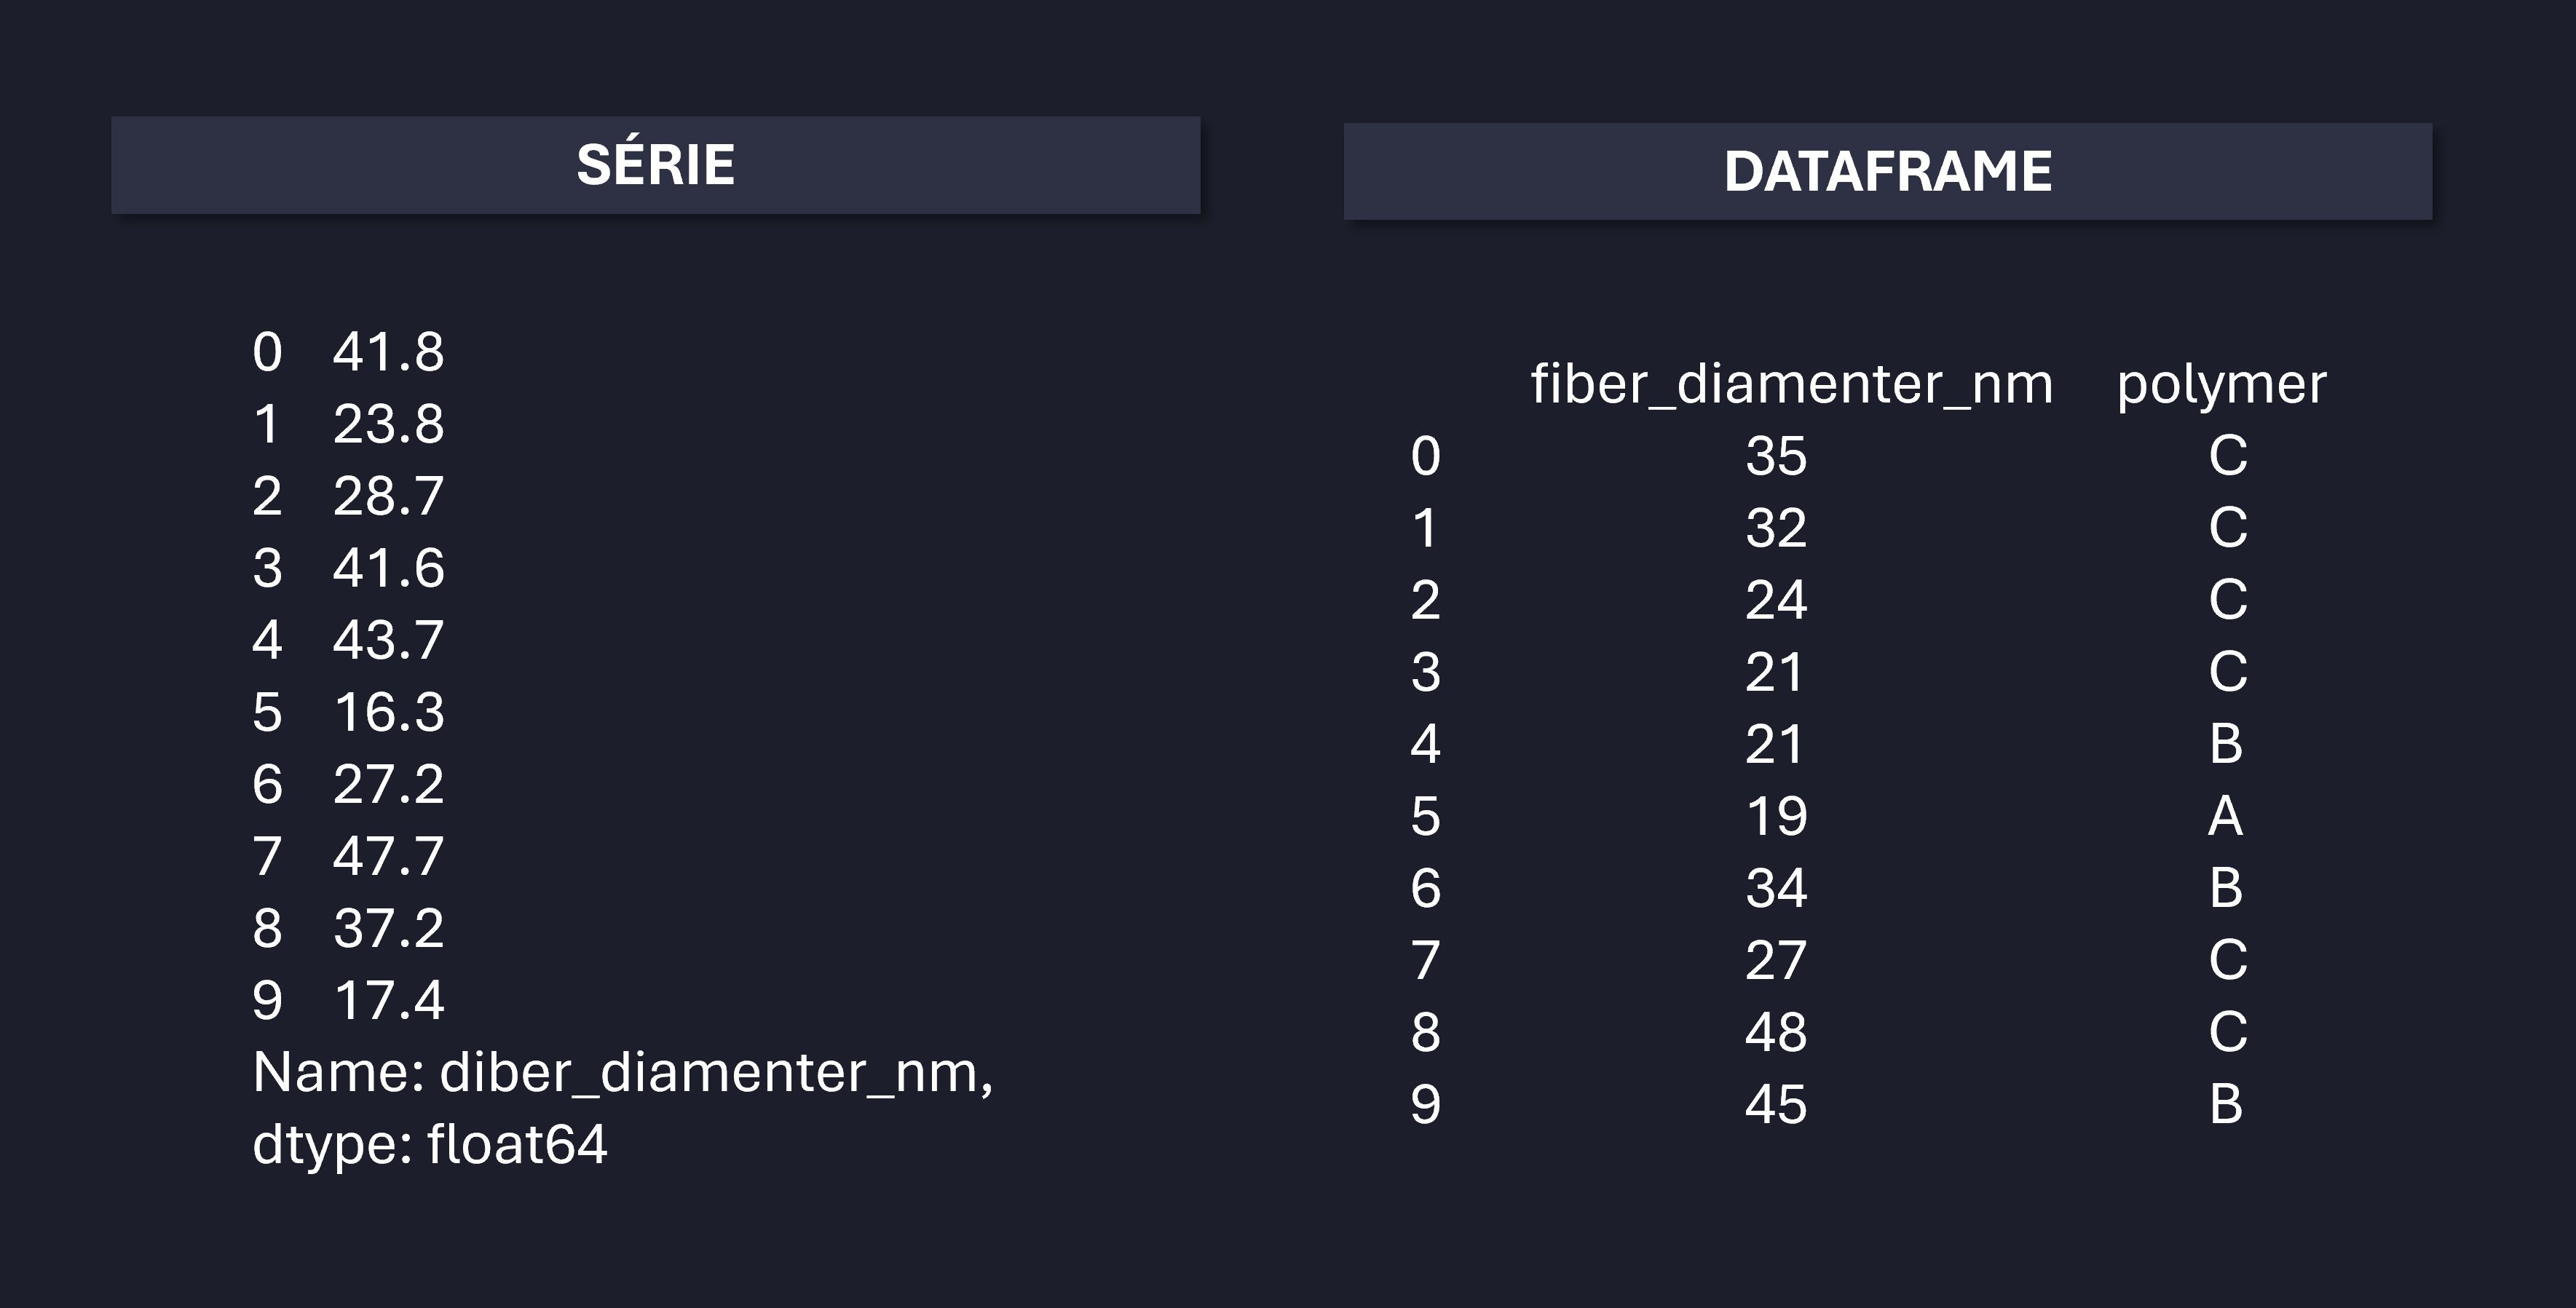 SÉRIE
0 41.8
1 23.8
2 28.7
3 41.6
4 43.7
5 16.3
6 27.2
7 47.7
8 37.2
9 17.4
Name: diber_diamenter_nm,
dtype: float64
DATAFRAME
fiber_diamenter_nm polymer
0 35 C
1 32 C
2 24 C
3 21 C
4 21 B
5 19 A
6 34 B
7 27 C
8 48 C
9 45 B